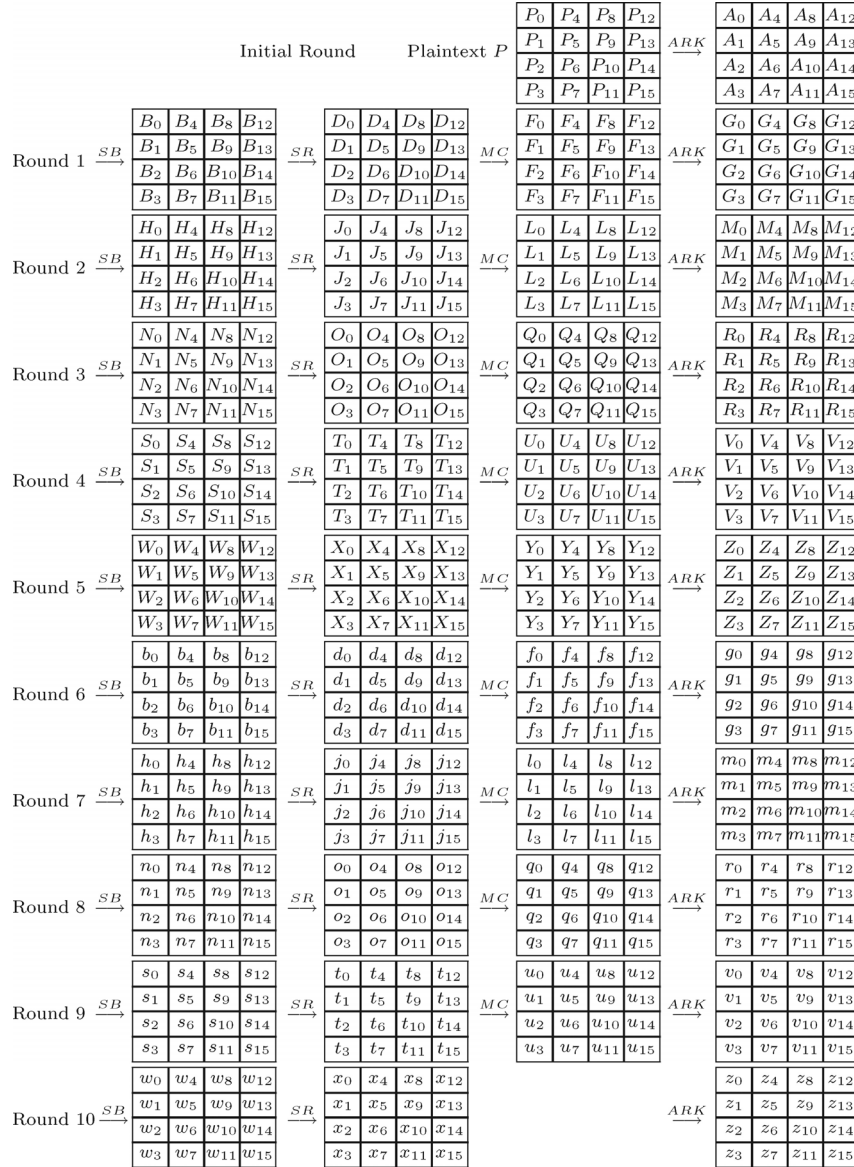 P0 P4 P8 P12 A0 A4 A8 A12
P1 P5 P9 P13 A1 A5 A9 A13
Initial Round Plaintext P ARK
P2 P6 P10 P14 A2 A6 A10 A14
P3 P7 P11 P15 A3 A7 A11 A15
B0 B4 B8 B12 D0 D4 D8 D12 F0 F4 F8 F12 G0 G4 G8 G12
B1 B5 B9 B13 D1 D5 D9 D13 F1 F5 F9 F13 G1 G5 G9 G13
Round 1 SB SR MC ARK
B2 B6 B10 B14 D2 D6 D10 D14 F2 F6 F10 F14 G2 G6 G10 G14
B3 B7 B11 B15 D3 D7 D11 D15 F3 F7 F11 F15 G3 G7 G11 G15
H0 H4 H8 H12 J0 J4 J8 J12 L0 L4 L8 L12 M0 M4 M8 M12
H1 H5 H9 H13 J1 J5 J9 J13 L1 L5 L9 L13 M1 M5 M9 M13
Round 2 SB SR MC ARK
H2 H6 H10 H14 J2 J6 J10 J14 L2 L6 L10 L14 M2 M6 M10 M14
H3 H7 H11 H15 J3 J7 J11 J15 L3 L7 L11 L15 M3 M7 M11 M15
N0 N4 N8 N12 O0 O4 O8 O12 Q0 Q4 Q8 Q12 R0 R4 R8 R12
N1 N5 N9 N13 O1 O5 O9 O13 Q1 Q5 Q9 Q13 R1 R5 R9 R13
Round 3 SB SR MC ARK
N2 N6 N10 N14 O2 O6 O10 O14 Q2 Q6 Q10 Q14 R2 R6 R10 R14
N3 N7 N11 N15 O3 O7 O11 O15 Q3 Q7 Q11 Q15 R3 R7 R11 R15
S0 S4 S8 S12 T0 T4 T8 T12 U0 U4 U8 U12 V0 V4 V8 V12
S1 S5 S9 S13 T1 T5 T9 T13 U1 U5 U9 U13 V1 V5 V9 V13
Round 4 SB SR MC ARK
S2 S6 S10 S14 T2 T6 T10 T14 U2 U6 U10 U14 V2 V6 V10 V14
S3 S7 S11 S15 T3 T7 T11 T15 U3 U7 U11 U15 V3 V7 V11 V15
W0 W4 W8 W12 X0 X4 X8 X12 Y0 Y4 Y8 Y12 Z0 Z4 Z8 Z12
W1 W5 W9 W13 X1 X5 X9 X13 Y1 Y5 Y9 Y13 Z1 Z5 Z9 Z13
Round 5 SB SR MC ARK
W2 W6 W10 W14 X2 X6 X10 X14 Y2 Y6 Y10 Y14 Z2 Z6 Z10 Z14
W3 W7 W11 W15 X3 X7 X11 X15 Y3 Y7 Y11 Y15 Z3 Z7 Z11 Z15
b0 b4 b8 b12 d0 d4 d8 d12 f0 f4 f8 f12 g0 g4 g8 g12
b1 b5 b9 b13 d1 d5 d9 d13 f1 f5 f9 f13 g1 g5 g9 g13
Round 6 SB SR MC ARK
b2 b6 b10 b14 d2 d6 d10 d14 f2 f6 f10 f14 g2 g6 g10 g14
b3 b7 b11 b15 d3 d7 d11 d15 f3 f7 f11 f15 g3 g7 g11 g15
h0 h4 h8 h12 j0 j4 j8 j12 l0 l4 l8 l12 m0 m4 m8 m12
h1 h5 h9 h13 j1 j5 j9 j13 l1 l5 l9 l13 m1 m5 m9 m13
Round 7 SB SR MC ARK
h2 h6 h10 h14 j2 j6 j10 j14 l2 l6 l10 l14 m2 m6 m10 m14
h3 h7 h11 h15 j3 j7 j11 j15 l3 l7 l11 l15 m3 m7 m11 m15
n0 n4 n8 n12 o0 o4 o8 o12 q0 q4 q8 q12 r0 r4 r8 r12
n1 n5 n9 n13 o1 o5 o9 o13 q1 q5 q9 q13 r1 r5 r9 r13
Round 8 SB SR MC ARK
n2 n6 n10 n14 o2 o6 o10 o14 q2 q6 q10 q14 r2 r6 r10 r14
n3 n7 n11 n15 o3 o7 o11 o15 q3 q7 q11 q15 r3 r7 r11 r15
s0 s4 s8 s12 t0 t4 t8 t12 u0 u4 u8 u12 v0 v4 v8 v12
s1 s5 s9 s13 t1 t5 t9 t13 u1 u5 u9 u13 v1 v5 v9 v13
Round 9 SB SR MC ARK
s2 s6 s10 s14 t2 t6 t10 t14 u2 u6 u10 u14 v2 v6 v10 v14
s3 s7 s11 s15 t3 t7 t11 t15 u3 u7 u11 u15 v3 v7 v11 v15
w0 w4 w8 w12 x0 x4 x8 x12 z0 z4 z8 z12
w1 w5 w9 w13 x1 x5 x9 x13 z1 z5 z9 z13
Round 10 SB SR ARK
w2 w6 w10 w14 x2 x6 x10 x14 z2 z6 z10 z14
w3 w7 w11 w15 x3 x7 x11 x15 z3 z7 z11 z15